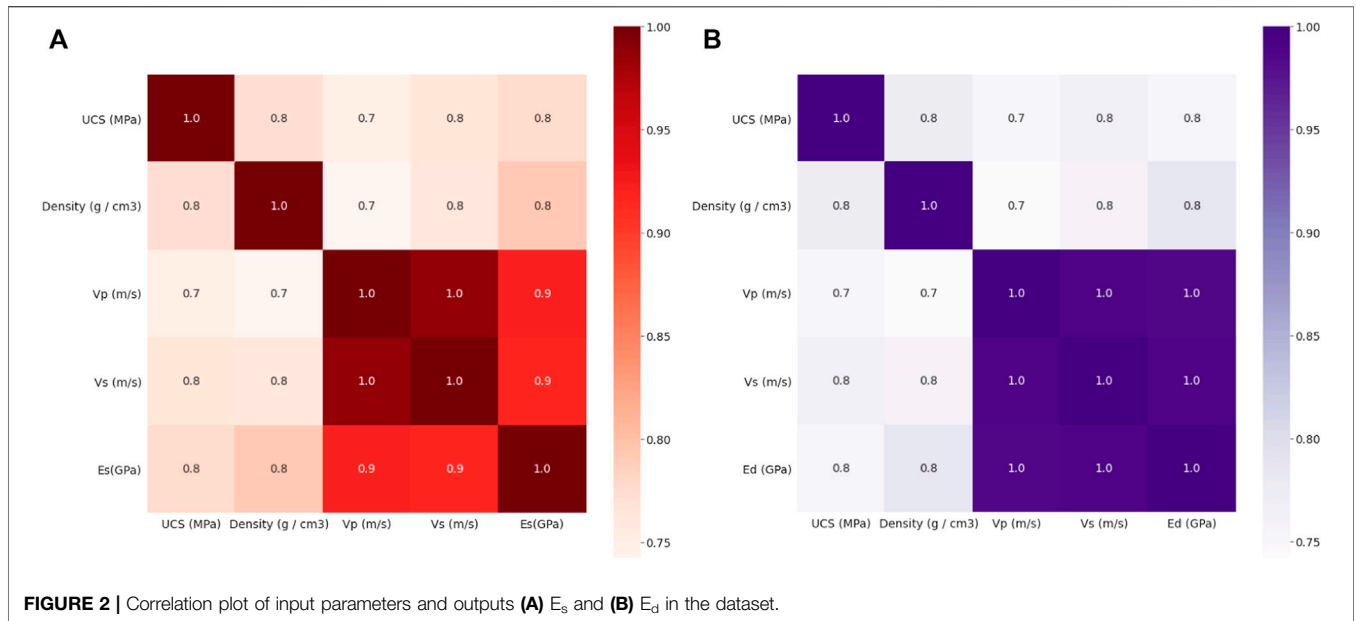 A
1.00
UCS (MPa) 1.0 0.8 0.7 0.8 0.8
0.95
Density (g / cm3) 0.8 1.0 0.7 0.8 0.8
0.90
Vp (m/s) 0.7 0.7 1.0 1.0 0.9
0.85
Vs (m/s) 0.8 0.8 1.0 1.0 0.9
0.80
Es(GPa) 0.8 0.8 0.9 0.9 1.0
0.75
UCS (MPa) Density (g / cm3) Vp (m/s) Vs (m/s) Es(GPa)
B
1.00
UCS (MPa) 1.0 0.8 0.7 0.8 0.8
0.95
Density (g / cm3) 0.8 1.0 0.7 0.8 0.8
0.90
Vp (m/s) 0.7 0.7 1.0 1.0 1.0
0.85
Vs (m/s) 0.8 0.8 1.0 1.0 1.0
0.80
Ed (GPa) 0.8 0.8 1.0 1.0 1.0
0.75
UCS (MPa) Density (g / cm3) Vp (m/s) Vs (m/s) Ed (GPa)
FIGURE 2 | Correlation plot of input parameters and outputs (A) Es and (B) Ed in the dataset.